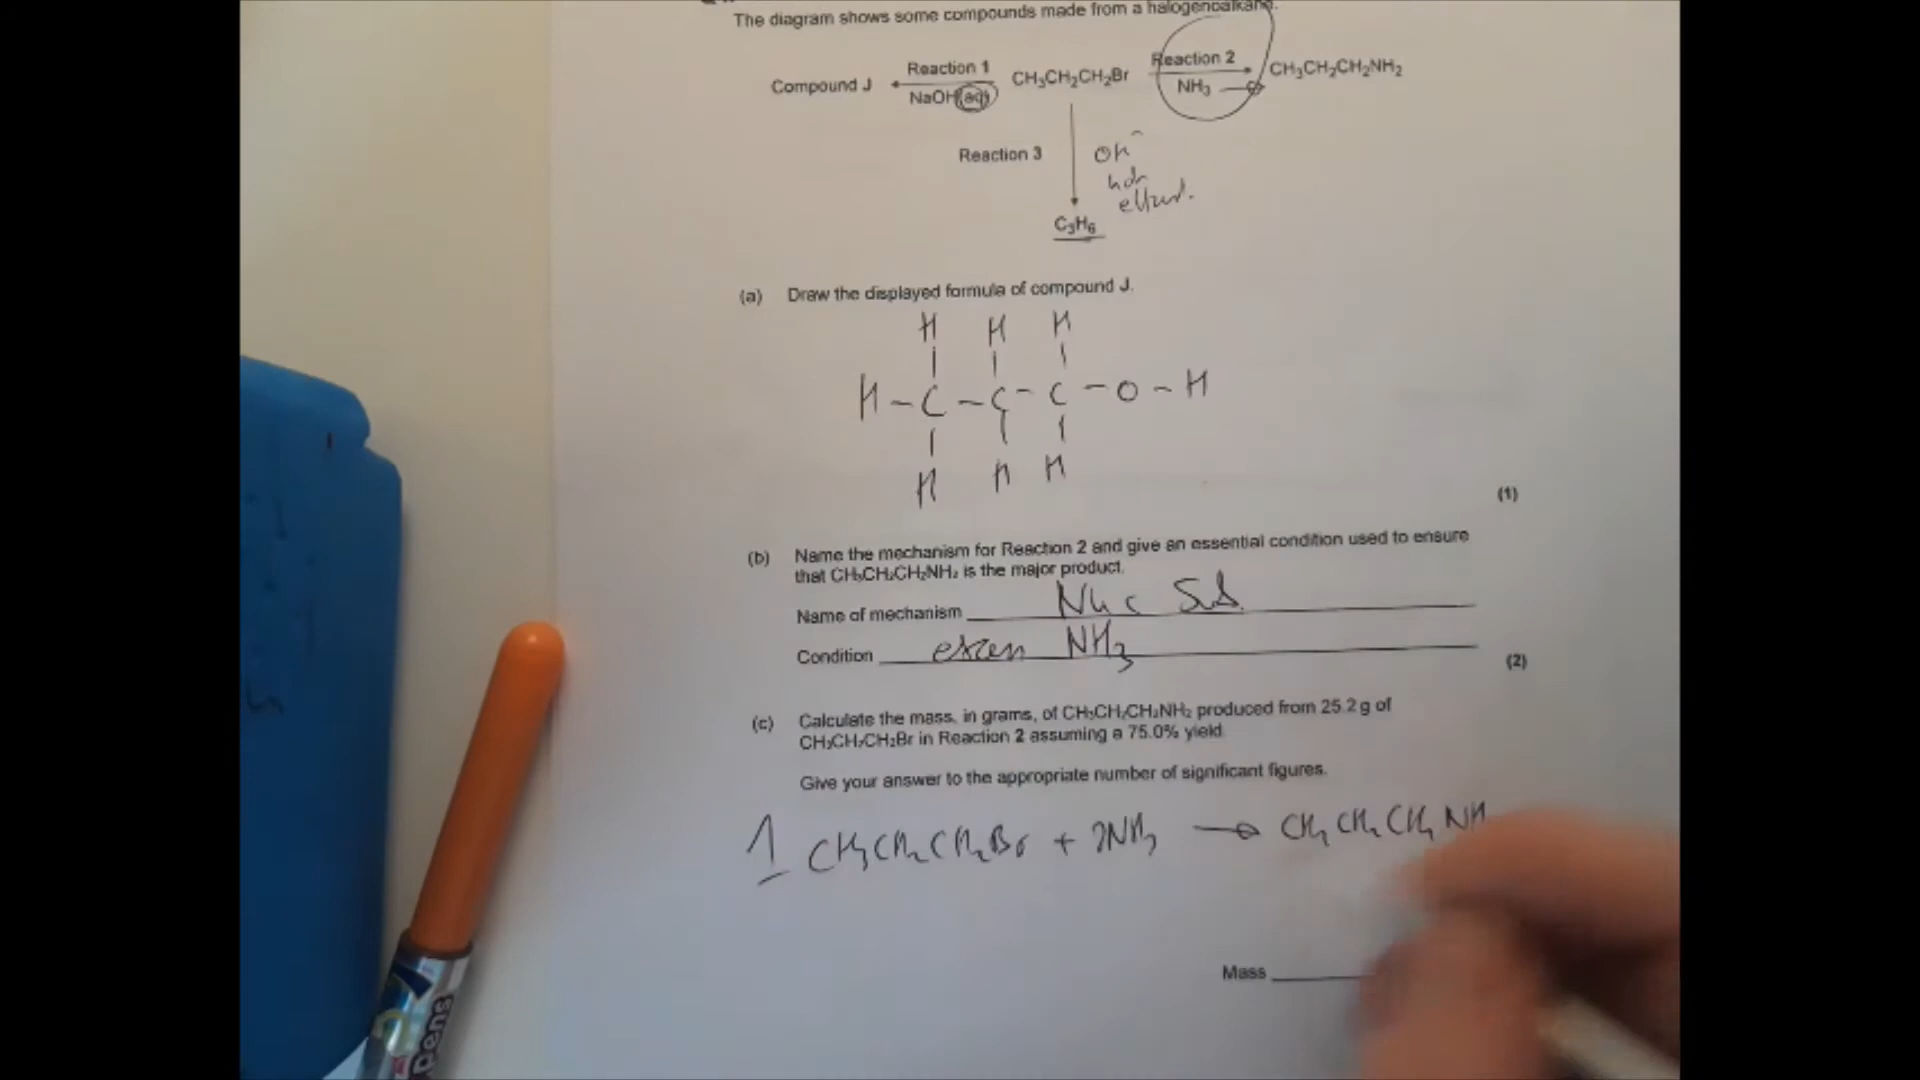 The diagram shows some compounds made from a halogenoalkane.
Compound J
Reaction 1
NaOH(aq)
CH₃CH₂CH₂Br
Reaction 2
NH₃
CH₃CH₂CH₂NH₂
Reaction 3
OH⁻
hot
C₃H₆
(a) Draw the displayed formula of compound J.
H H H
H - C - C - C - O - H
H H H
(1)
(b) Name the mechanism for Reaction 2 and give an essential condition used to ensure
that CH₃CH₂CH₂NH₂ is the major product.
Name of mechanism Nuc Sub
Condition excess NH₃
(2)
(c) Calculate the mass, in grams, of CH₃CH₂CH₂NH₂ produced from 25.2 g of
CH₃CH₂CH₂Br in Reaction 2 assuming a 75.0% yield
Give your answer to the appropriate number of significant figures.
1 CH₃CH₂CH₂Br + 2NH₃ → CH₃CH₂CH₂NH
Mass
Pens